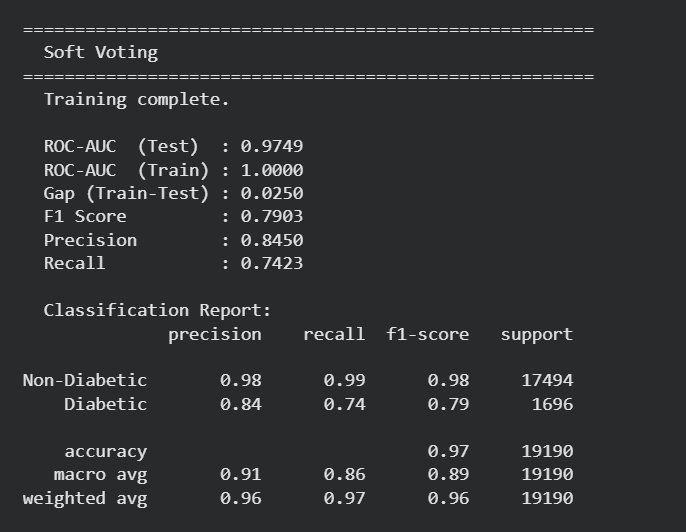 =======================================================
Soft Voting
=======================================================
Training complete.
ROC-AUC  (Test)  : 0.9749
ROC-AUC  (Train) : 1.0000
Gap (Train-Test) : 0.0250
F1 Score         : 0.7903
Precision        : 0.8450
Recall           : 0.7423
Classification Report:
              precision    recall  f1-score   support
Non-Diabetic       0.98      0.99      0.98     17494
    Diabetic       0.84      0.74      0.79      1696
    accuracy                           0.97     19190
   macro avg       0.91      0.86      0.89     19190
weighted avg       0.96      0.97      0.96     19190